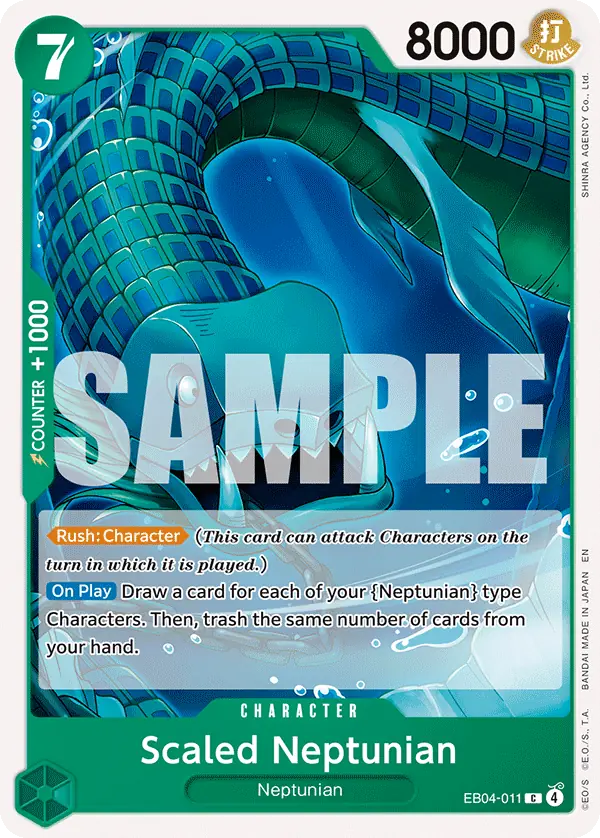 7
8000
打
STRIKE
SHINRA AGENCY Co., Ltd.
COUNTER +1000
SAMPLE
Rush: Character (This card can attack Characters on the
turn in which it is played.)
On Play Draw a card for each of your {Neptunian} type
Characters. Then, trash the same number of cards from
your hand.
CHARACTER
Scaled Neptunian
Neptunian
EB04-011 C 4
©EO/S ©E.O./S., T.A. BANDAI MADE IN JAPAN EN